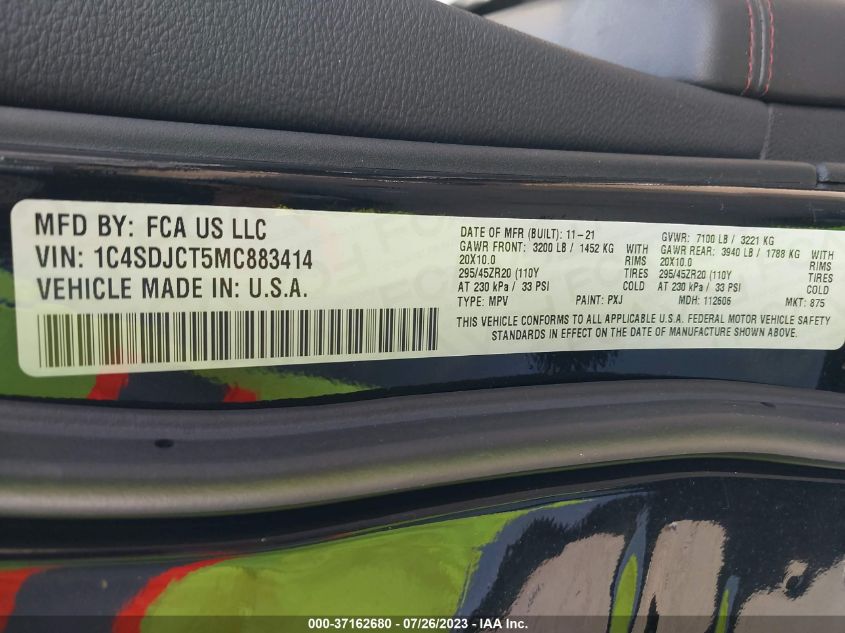 MFD BY: FCA US LLC
VIN: 1C4SDJCT5MC883414
VEHICLE MADE IN: U.S.A.
DATE OF MFR (BUILT): 11-21 GVWR: 7100 LB / 3221 KG
GAWR FRONT: 3200 LB / 1452 KG GAWR REAR: 3940 LB / 1788 KG
20X10.0 RIMS 20X10.0 RIMS
295/45ZR20 (110Y TIRES 295/45ZR20 (110Y TIRES
AT 230 kPa / 33 PSI COLD AT 230 kPa / 33 PSI COLD
TYPE: MPV PAINT: PXJ MDH: 112606 MKT: 875
THIS VEHICLE CONFORMS TO ALL APPLICABLE U.S.A. FEDERAL MOTOR VEHICLE SAFETY
STANDARDS IN EFFECT ON THE DATE OF MANUFACTURE SHOWN ABOVE.
000-37162680 / 07/26/2023 - IAA Inc.